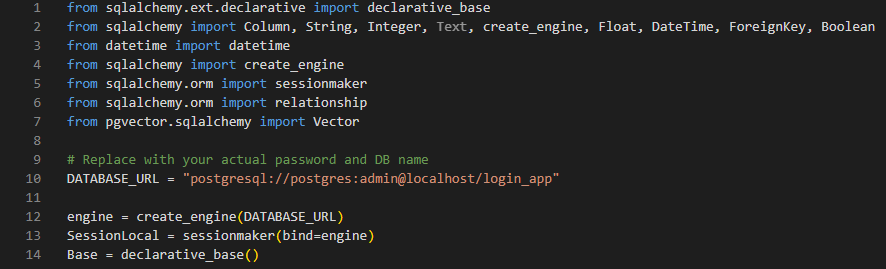 1 from sqlalchemy.ext.declarative import declarative_base
2 from sqlalchemy import Column, String, Integer, Text, create_engine, Float, DateTime, ForeignKey, Boolean
3 from datetime import datetime
4 from sqlalchemy import create_engine
5 from sqlalchemy.orm import sessionmaker
6 from sqlalchemy.orm import relationship
7 from pgvector.sqlalchemy import Vector
8
9 # Replace with your actual password and DB name
10 DATABASE_URL = "postgresql://postgres:admin@localhost/login_app"
11
12 engine = create_engine(DATABASE_URL)
13 SessionLocal = sessionmaker(bind=engine)
14 Base = declarative_base()